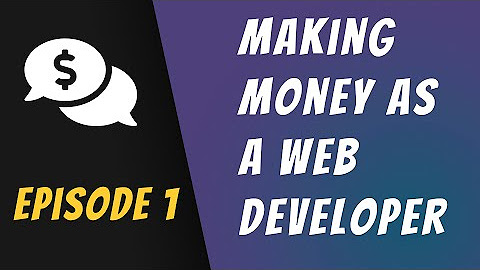 $
EPISODE 1
MAKING
MONEY AS
A WEB
DEVELOPER